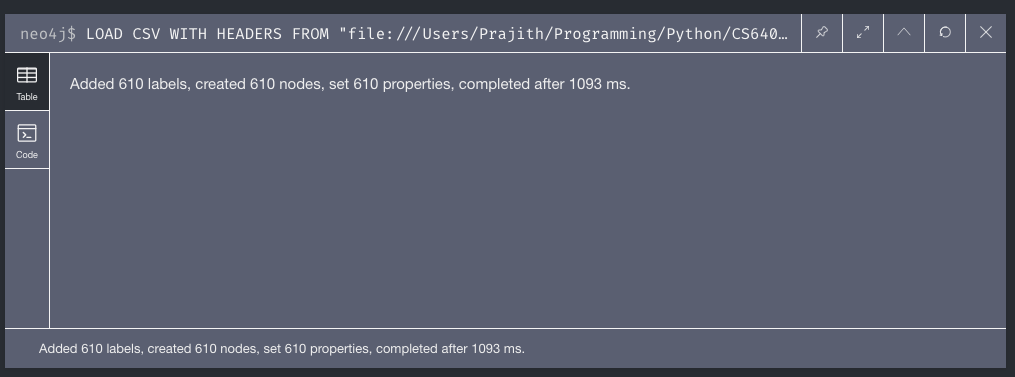 neo4j$ LOAD CSV WITH HEADERS FROM "file:///Users/Prajith/Programming/Python/CS640…
Table
Added 610 labels, created 610 nodes, set 610 properties, completed after 1093 ms.
Code
Added 610 labels, created 610 nodes, set 610 properties, completed after 1093 ms.